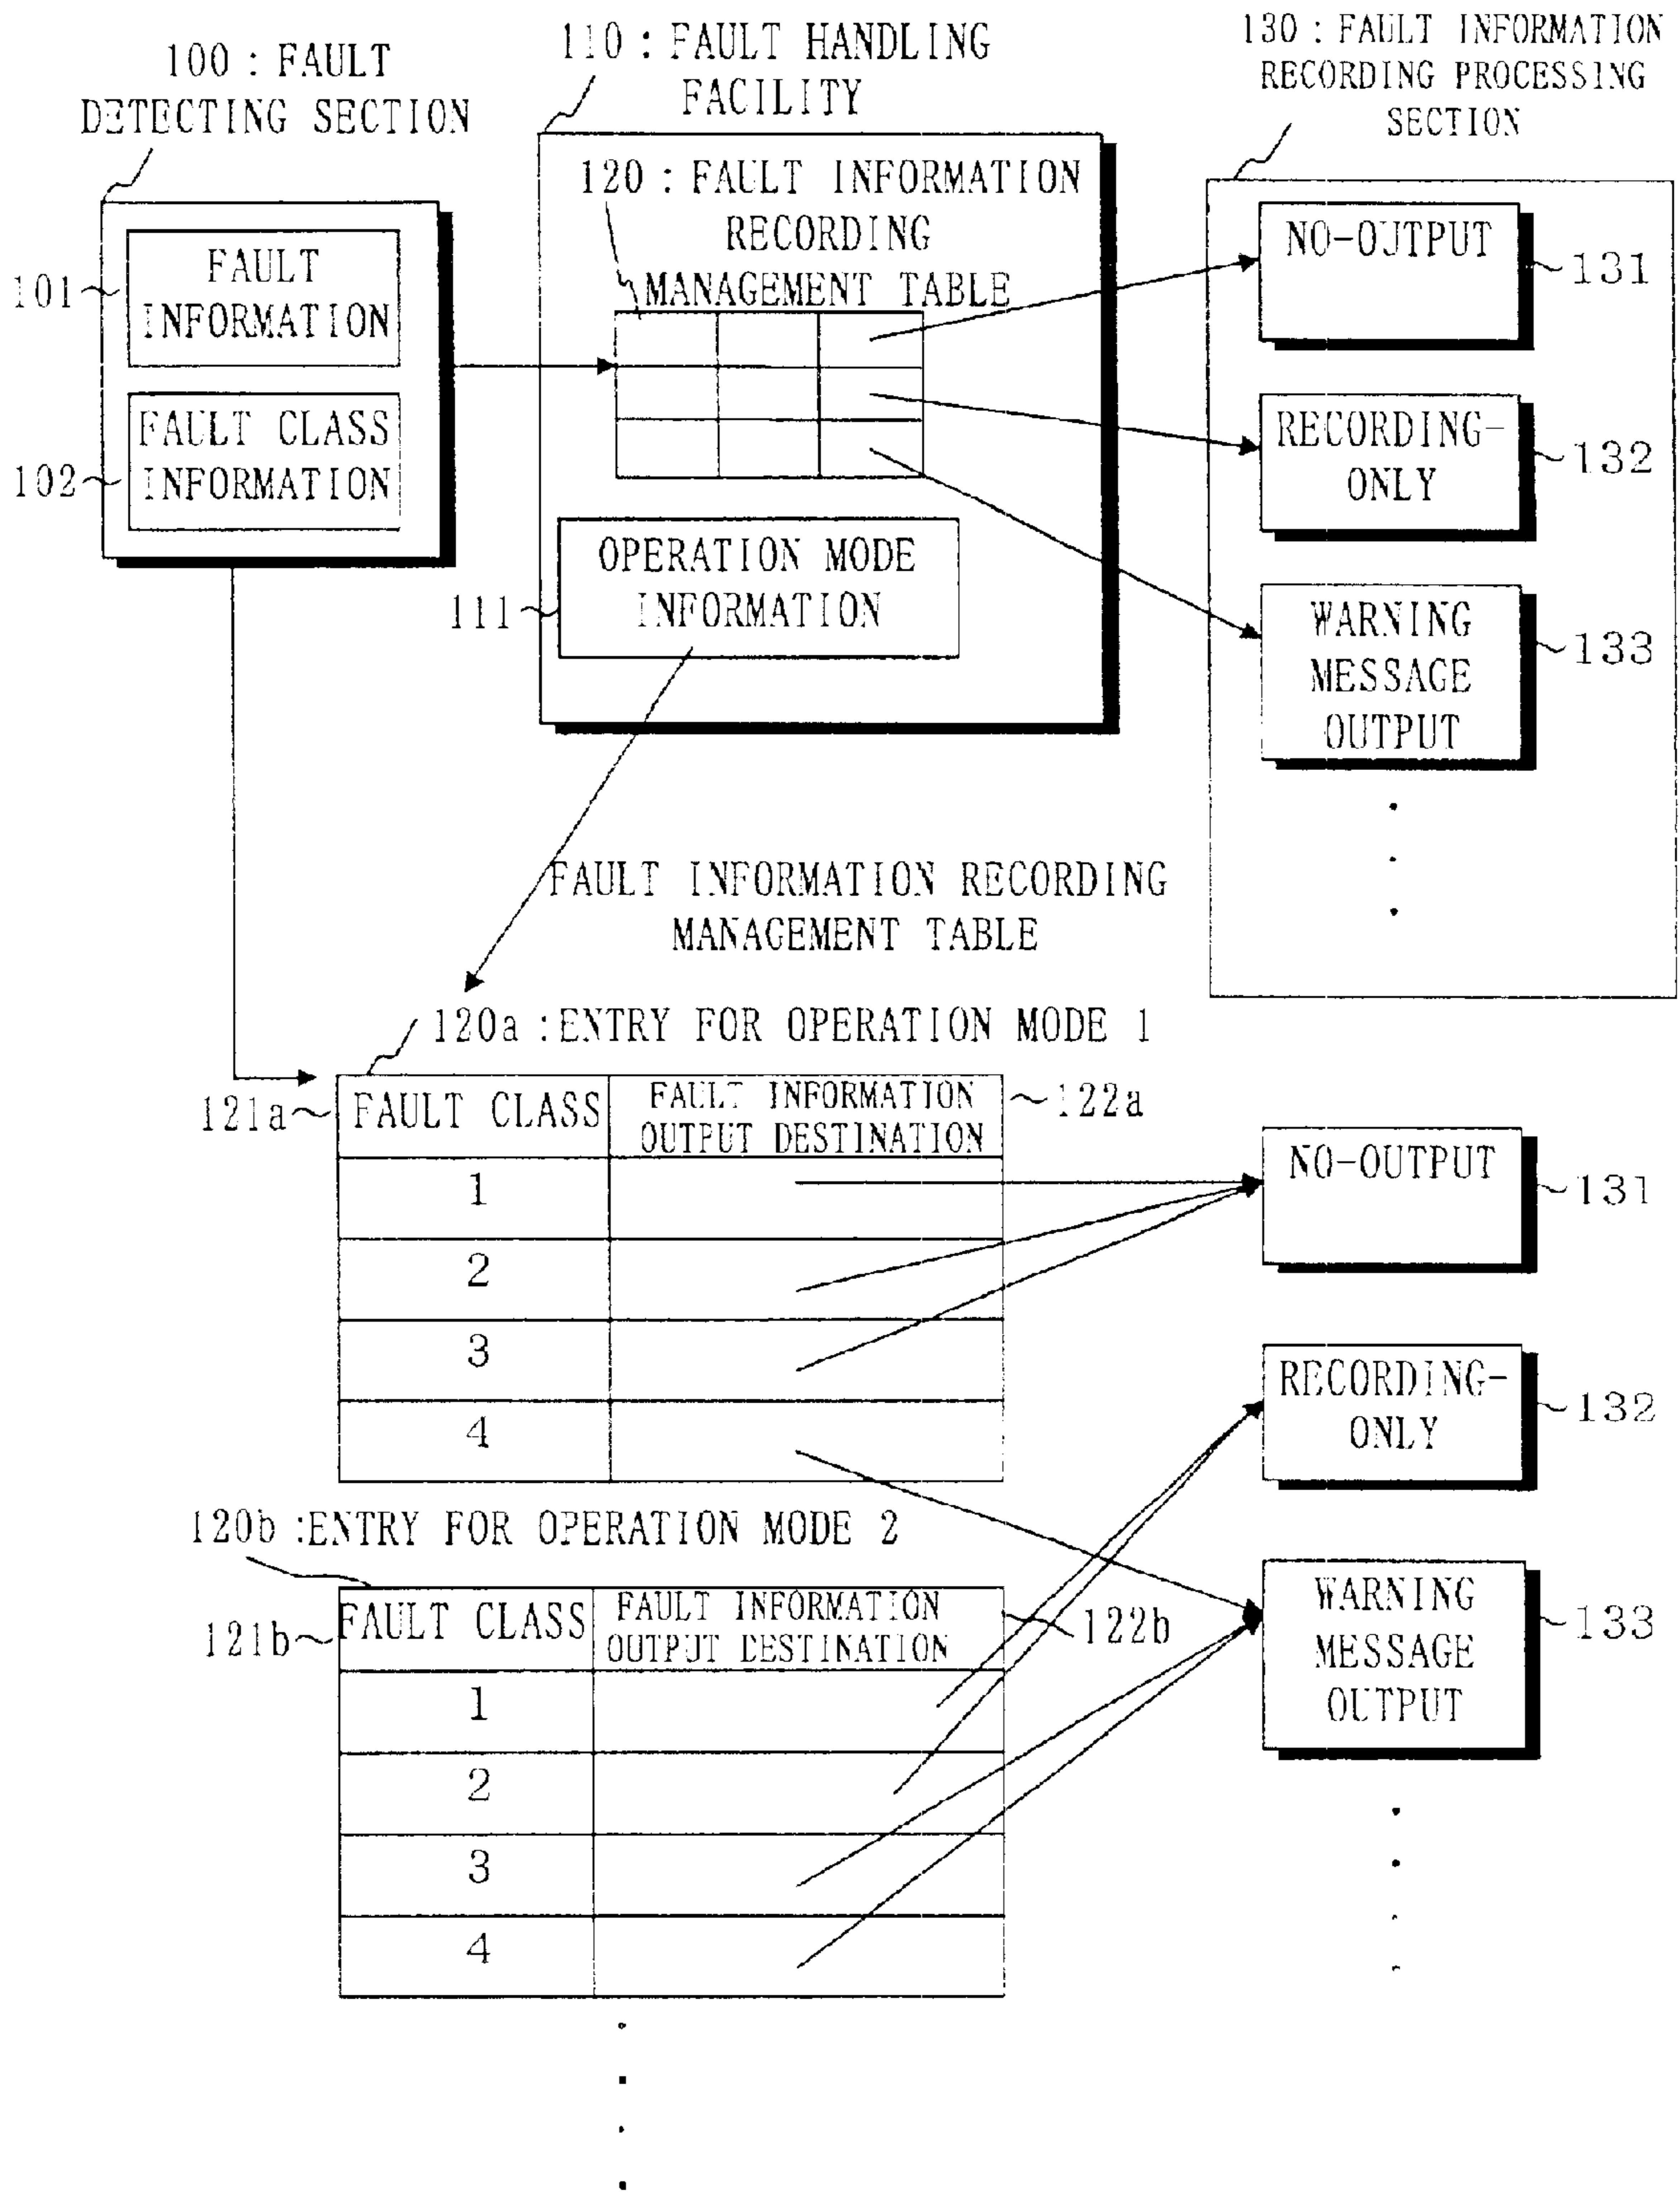 100 : FAULT
DETECTING SECTION
110 : FAULT HANDLING
FACILITY
130 : FAULT INFORMATION
RECORDING PROCESSING
SECTION
101
FAULT
INFORMATION
102
FAULT CLASS
INFORMATION
120 : FAULT INFORMATION
RECORDING
MANAGEMENT TABLE
111
OPERATION MODE
INFORMATION
NO-OUTPUT
131
RECORDING-
ONLY
132
WARNING
MESSAGE
OUTPUT
133
FAULT INFORMATION RECORDING
MANAGEMENT TABLE
120a :ENTRY FOR OPERATION MODE 1
121a
FAULT CLASS
FAULT INFORMATION
OUTPUT DESTINATION
122a
1
2
3
4
NO-OUTPUT
131
RECORDING-
ONLY
132
120b :ENTRY FOR OPERATION MODE 2
121b
FAULT CLASS
FAULT INFORMATION
OUTPUT DESTINATION
122b
1
2
3
4
WARNING
MESSAGE
OUTPUT
133